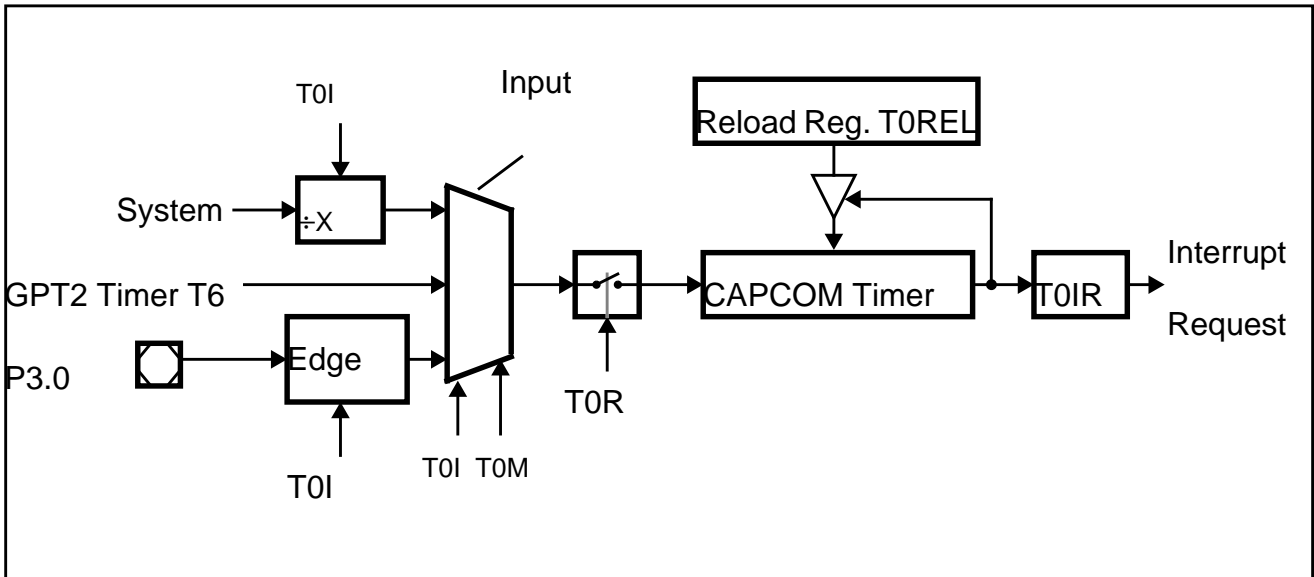 Input
T0I
Reload Reg. T0REL
System
÷X
Interrupt
GPT2 Timer T6
CAPCOM Timer
T0IR
Request
P3.0
Edge
T0R
T0I
T0M
T0I